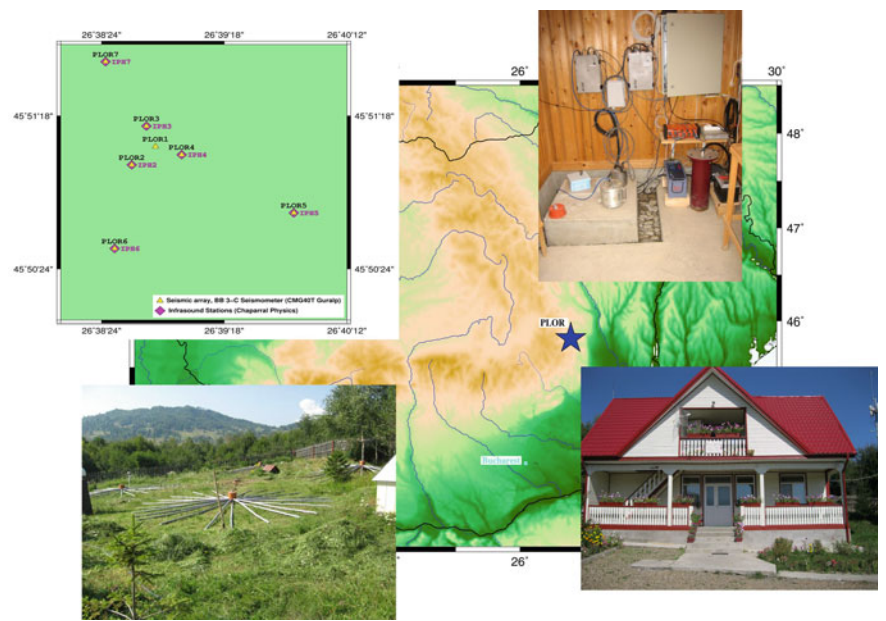 26°38'24" 26°39'18" 26°40'12"
PLOR7
IPH7
45°51'18" 45°51'18"
PLOR3
IPH3
PLOR1
PLOR4
IPH4
PLOR2
IPH2
PLOR5
IPH5
PLOR6
IPH6
45°50'24" 45°50'24"
Seismic array, BB 3-C Seismometer (CMG40T Guralp)
Infrasound Stations (Chaparral Physics)
26°38'24" 26°39'18" 26°40'12"
26° 30°
48°
47°
46°
PLOR
Bucharest
26°